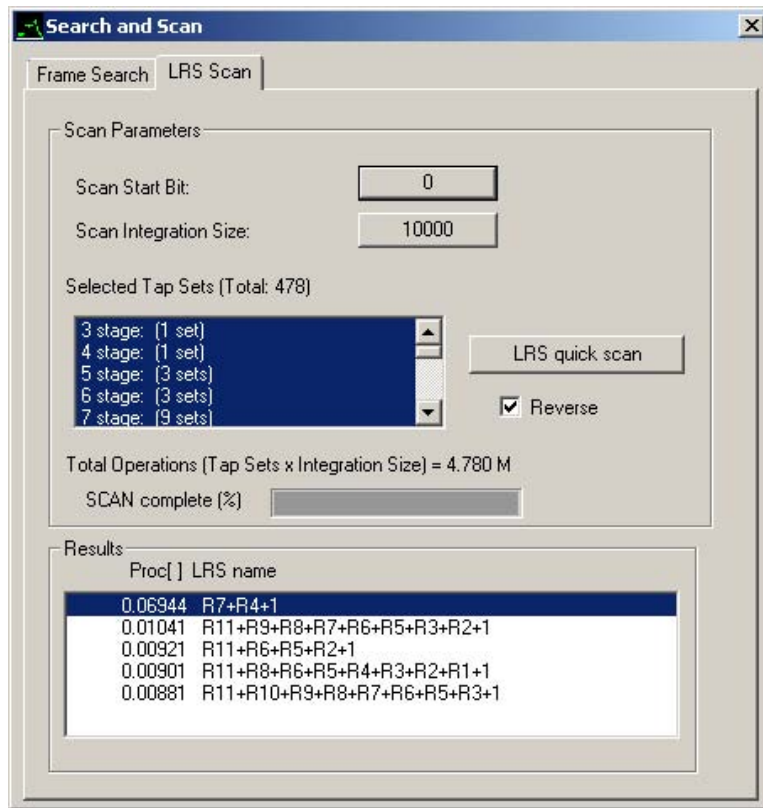 Search and Scan
Frame Search LRS Scan
Scan Parameters
Scan Start Bit: 0
Scan Integration Size: 10000
Selected Tap Sets (Total: 478)
3 stage: (1 set)
4 stage: (1 set)
5 stage: (3 sets)
6 stage: (3 sets)
7 stage: (9 sets)
LRS quick scan
Reverse
Total Operations (Tap Sets x Integration Size) = 4.780 M
SCAN complete (%)
Results
Proc[ ] LRS name
0.06944 R7+R4+1
0.01041 R11+R9+R8+R7+R6+R5+R3+R2+1
0.00921 R11+R6+R5+R2+1
0.00901 R11+R8+R6+R5+R4+R3+R2+R1+1
0.00881 R11+R10+R9+R8+R7+R6+R5+R3+1